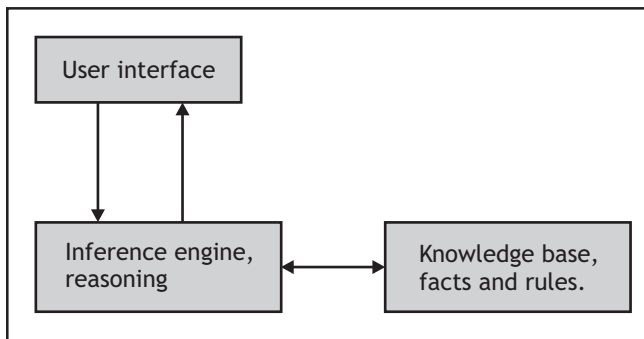 User interface
Inference engine,
reasoning
Knowledge base,
facts and rules.